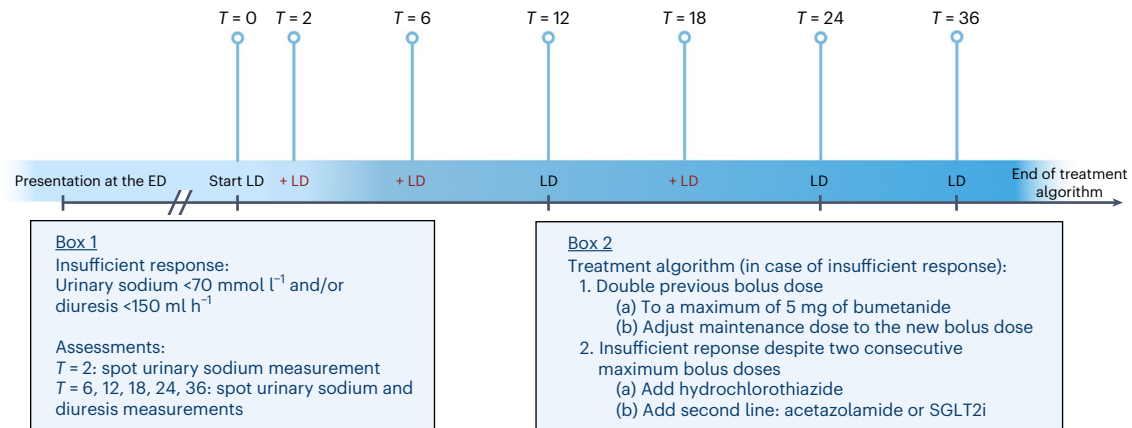 T = 0 T = 2 T = 6 T = 12 T = 18 T = 24 T = 36
Presentation at the ED Start LD + LD + LD LD + LD LD LD End of treatment
algorithm
Box 1
Insufficient response:
Urinary sodium <70 mmol l⁻¹ and/or
diuresis <150 ml h⁻¹
Assessments:
T = 2: spot urinary sodium measurement
T = 6, 12, 18, 24, 36: spot urinary sodium and
diuresis measurements
Box 2
Treatment algorithm (in case of insufficient response):
1. Double previous bolus dose
(a) To a maximum of 5 mg of bumetanide
(b) Adjust maintenance dose to the new bolus dose
2. Insufficient reponse despite two consecutive
maximum bolus doses
(a) Add hydrochlorothiazide
(b) Add second line: acetazolamide or SGLT2i